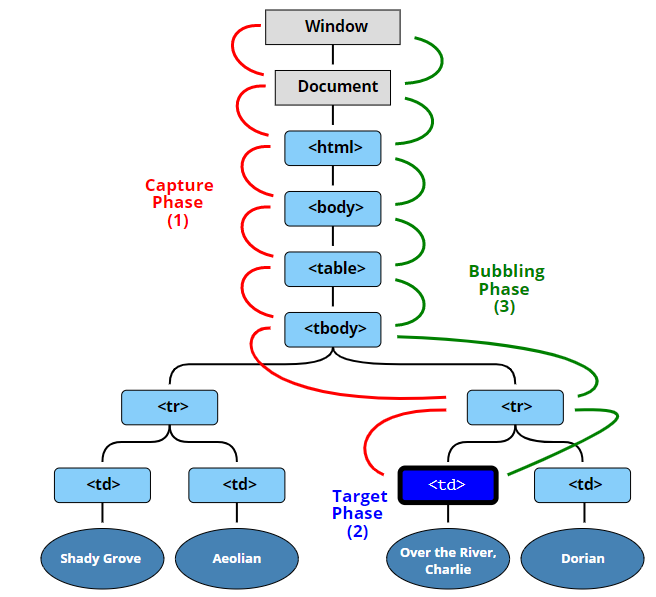 Window
Document
<html>
<body>
<table>
<tbody>
Capture
Phase
(1)
Bubbling
Phase
(3)
<tr>
<tr>
<td>
<td>
<td>
<td>
Target
Phase
(2)
Shady Grove
Aeolian
Over the River,
Charlie
Dorian